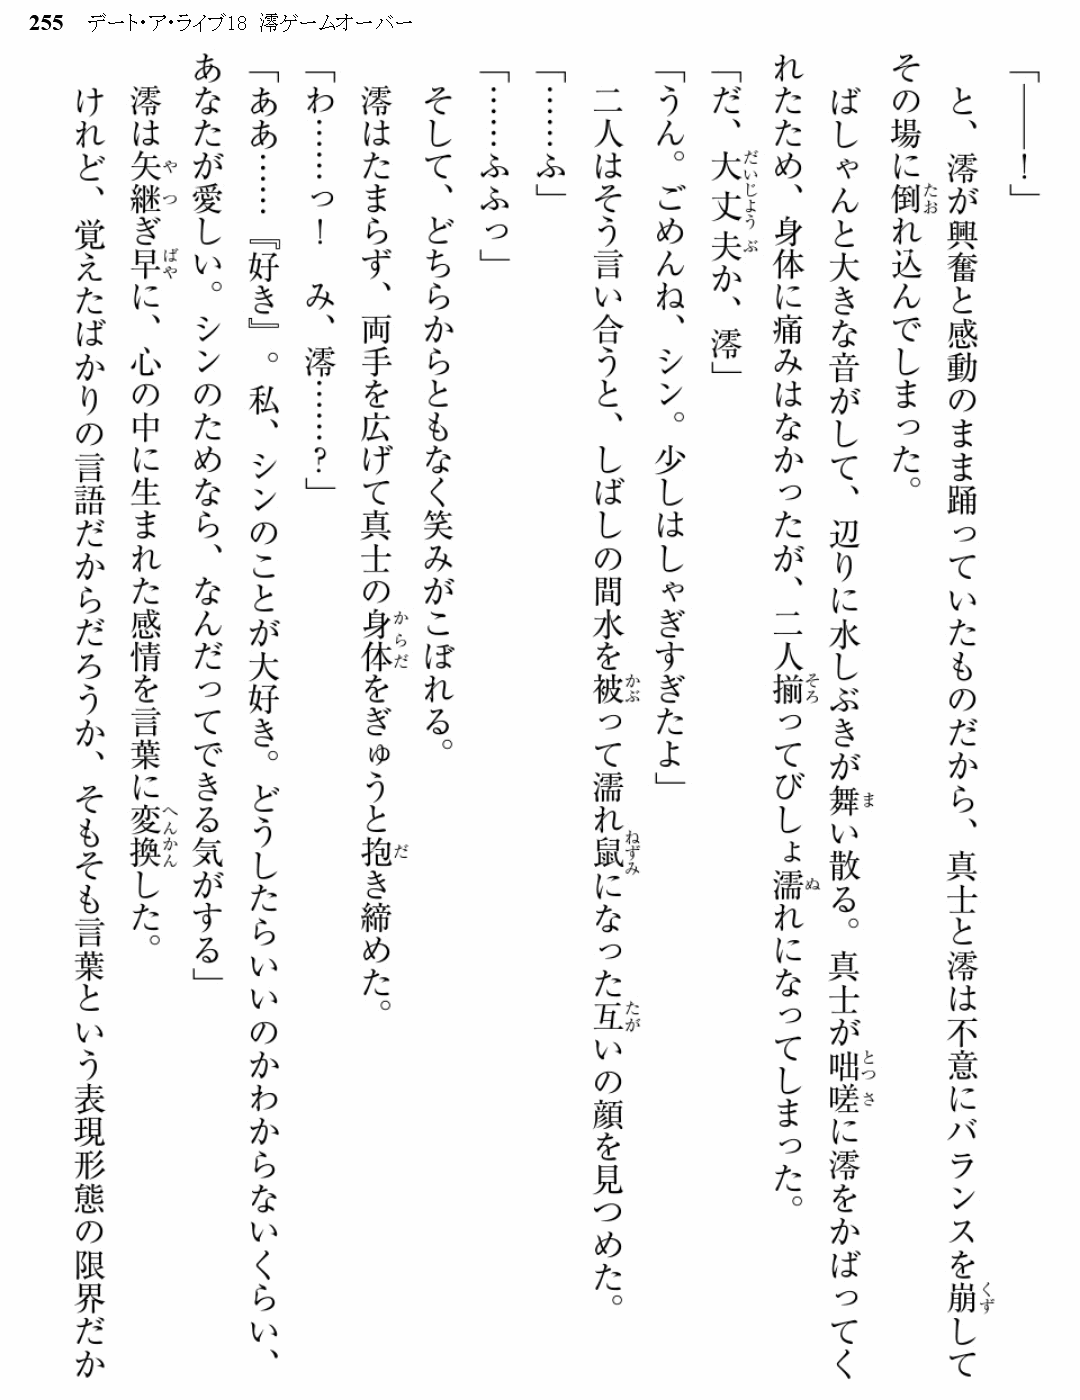 255 デート・ア・ライブ18 澪ゲームオーバー
「――！」
　と、澪が興奮と感動のまま踊っていたものだから、真士と澪は不意にバランスを崩して
その場に倒れ込んでしまった。
　ばしゃんと大きな音がして、辺りに水しぶきが舞い散る。真士が咄嗟に澪をかばってく
れたため、身体に痛みはなかったが、二人揃ってびしょ濡れになってしまった。
「だ、大丈夫か、澪」
「うん。ごめんね、シン。少しはしゃぎすぎたよ」
　二人はそう言い合うと、しばしの間水を被って濡れ鼠になった互いの顔を見つめた。
「……ふ」
「……ふふっ」
　そして、どちらからともなく笑みがこぼれる。
　澪はたまらず、両手を広げて真士の身体をぎゅうと抱き締めた。
「わ……っ！　み、澪……？」
「ああ……『好き』。私、シンのことが大好き。どうしたらいいのかわからないくらい、
あなたが愛しい。シンのためなら、なんだってできる気がする」
　澪は矢継ぎ早に、心の中に生まれた感情を言葉に変換した。
　けれど、覚えたばかりの言語だからだろうか、そもそも言葉という表現形態の限界だか